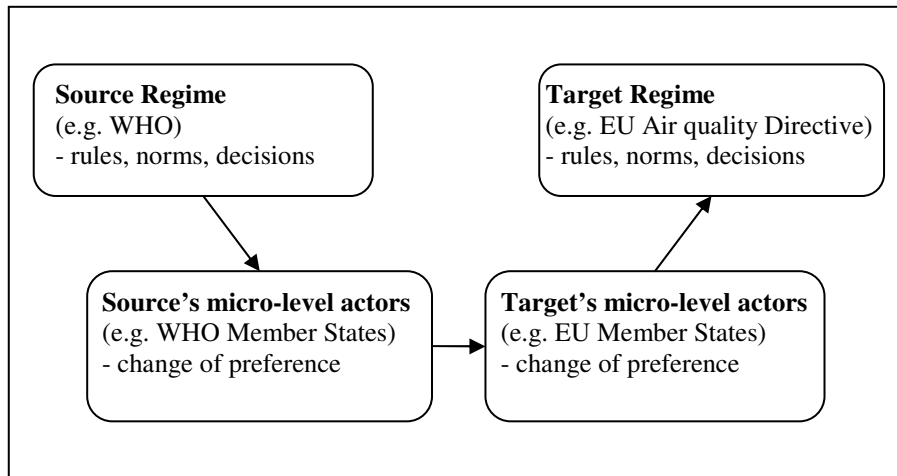 Source Regime
(e.g. WHO)
- rules, norms, decisions
Target Regime
(e.g. EU Air quality Directive)
- rules, norms, decisions
Source’s micro-level actors
(e.g. WHO Member States)
- change of preference
Target’s micro-level actors
(e.g. EU Member States)
- change of preference